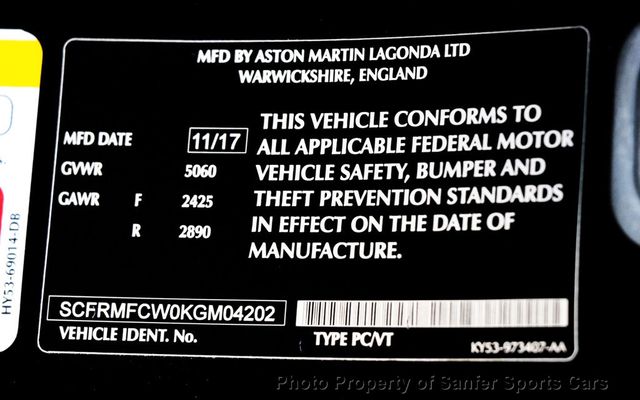 MFD BY ASTON MARTIN LAGONDA LTD
WARWICKSHIRE, ENGLAND
MFD DATE 11/17
GVWR 5060
GAWR F 2425
R 2890
THIS VEHICLE CONFORMS TO
ALL APPLICABLE FEDERAL MOTOR
VEHICLE SAFETY, BUMPER AND
THEFT PREVENTION STANDARDS
IN EFFECT ON THE DATE OF
MANUFACTURE.
SCFRMFCW0KGM04202
VEHICLE IDENT. No.
TYPE PC/VT
KY53-973407-AA
HY53-69014-DB
Photo Property of Sanfer Sports Cars